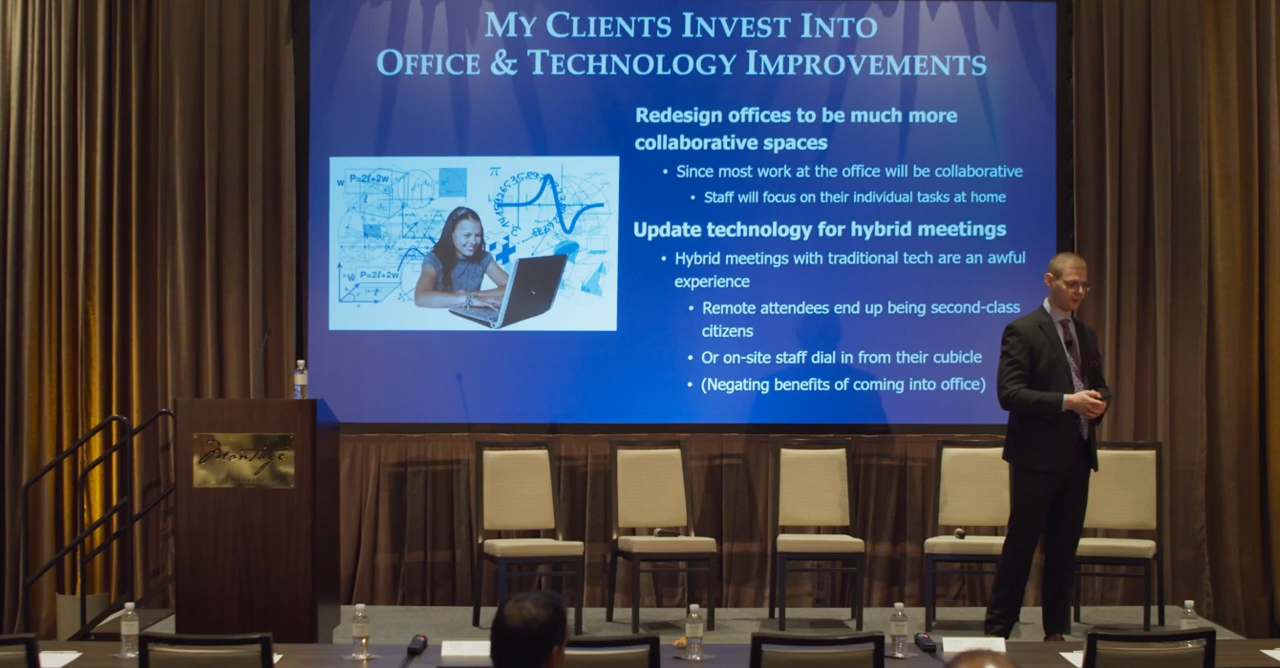 MY CLIENTS INVEST INTO
OFFICE & TECHNOLOGY IMPROVEMENTS
Redesign offices to be much more
collaborative spaces
• Since most work at the office will be collaborative
• Staff will focus on their individual tasks at home
Update technology for hybrid meetings
• Hybrid meetings with traditional tech are an awful
experience
• Remote attendees end up being second-class
citizens
• Or on-site staff dial in from their cubicle
• (Negating benefits of coming into office)
W
P=2ℓ+2w
π
W
P=2ℓ+2w
Montage